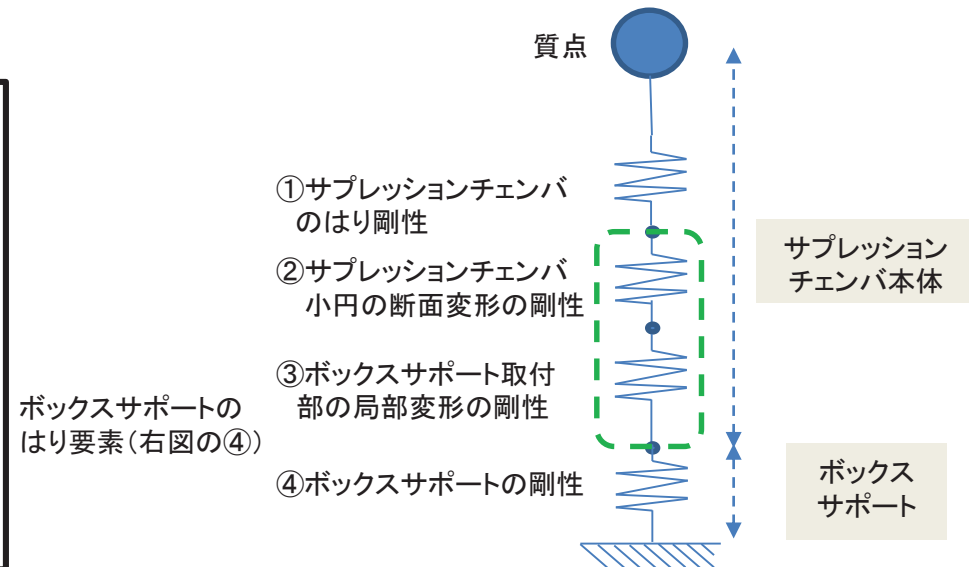 質点
①サプレッションチェンバ
のはり剛性
②サプレッションチェンバ
小円の断面変形の剛性
③ボックスサポート取付
部の局部変形の剛性
④ボックスサポートの剛性
サプレッション
チェンバ本体
ボックス
サポート
ボックスサポートの
はり要素(右図の④)